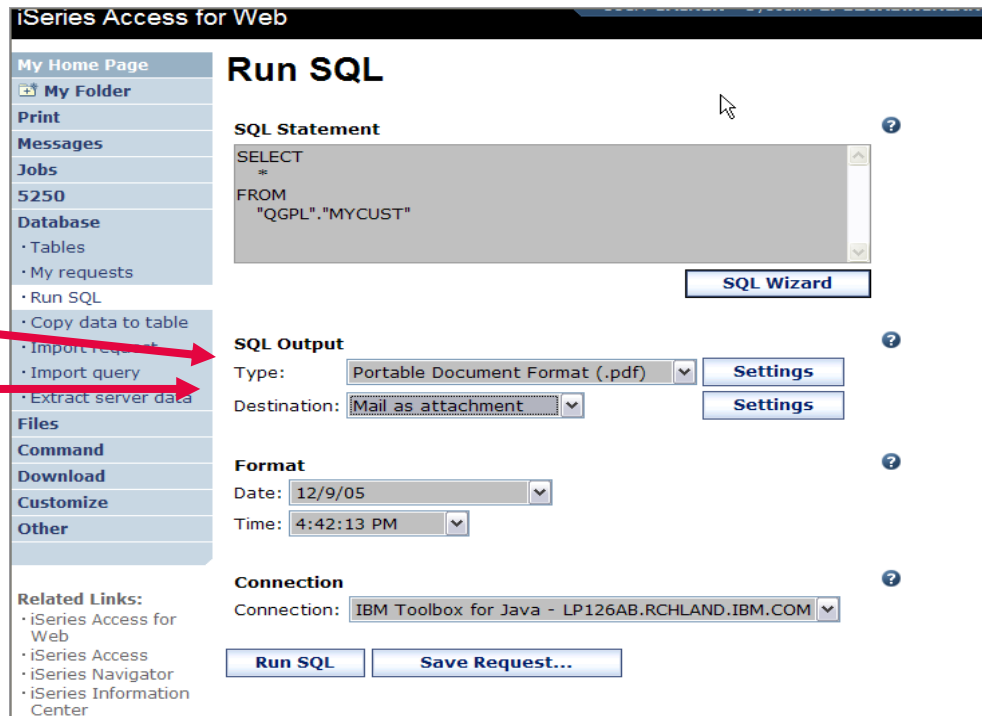 iSeries Access for Web
My Home Page
My Folder
Print
Messages
Jobs
5250
Database
· Tables
· My requests
· Run SQL
· Copy data to table
· Import request
· Import query
· Extract server data
Files
Command
Download
Customize
Other
Related Links:
· iSeries Access for
Web
· iSeries Access
· iSeries Navigator
· iSeries Information
Center
Run SQL
SQL Statement
SELECT
*
FROM
"QGPL"."MYCUST"
SQL Wizard
SQL Output
Type: Portable Document Format (.pdf) Settings
Destination: Mail as attachment Settings
Format
Date: 12/9/05
Time: 4:42:13 PM
Connection
Connection: IBM Toolbox for Java - LP126AB.RCHLAND.IBM.COM
Run SQL Save Request...